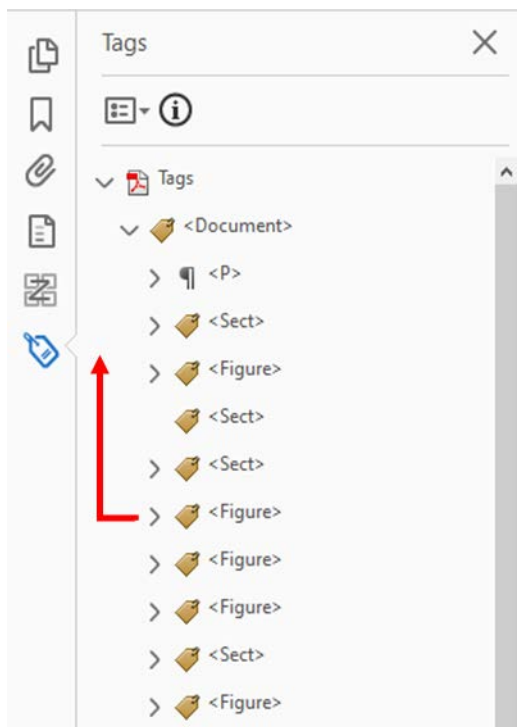 Tags
Tags
<Document>
<P>
<Sect>
<Figure>
<Sect>
<Sect>
<Figure>
<Figure>
<Figure>
<Sect>
<Figure>